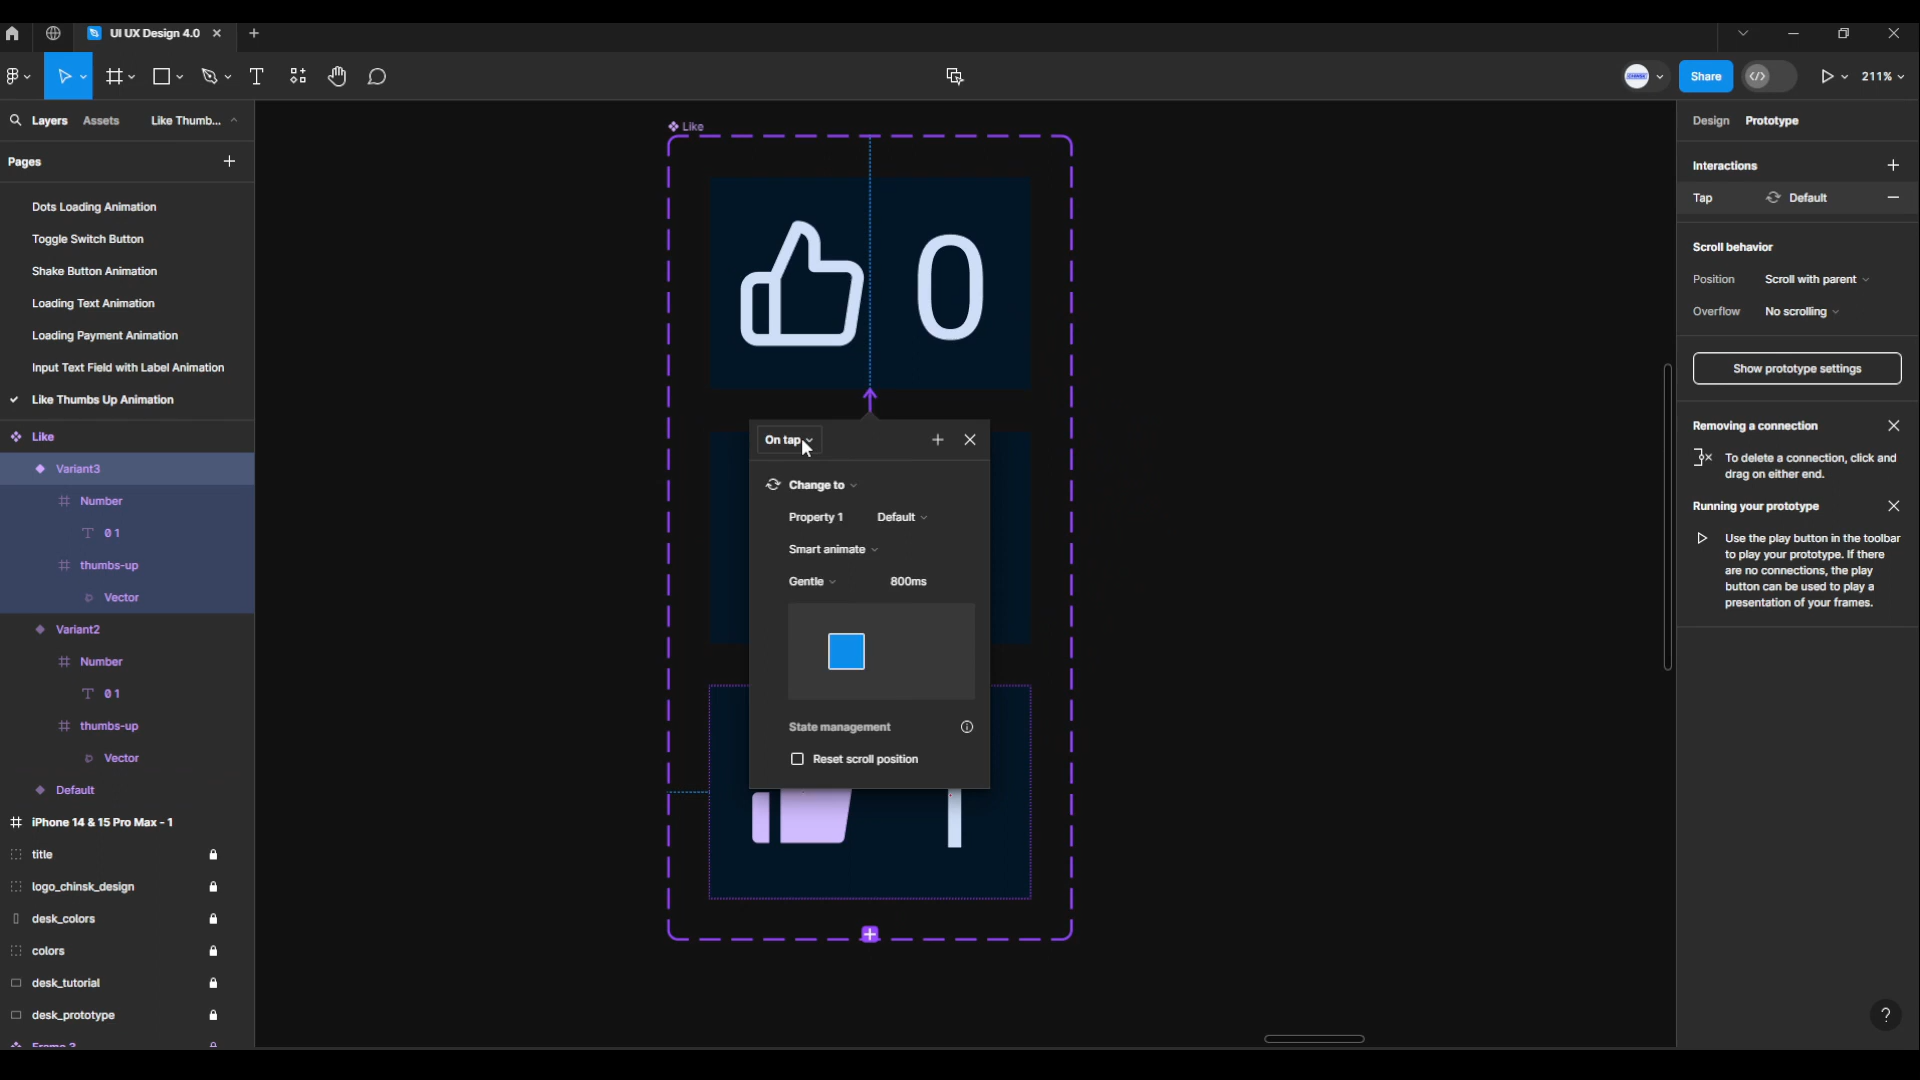 UI UX Design 4.0
Share
211%
Layers
Assets
Like Thumb...
Pages
Dots Loading Animation
Toggle Switch Button
Shake Button Animation
Loading Text Animation
Loading Payment Animation
Input Text Field with Label Animation
Like Thumbs Up Animation
Like
Variant3
Number
0 1
thumbs-up
Vector
Variant2
Number
0 1
thumbs-up
Vector
Default
iPhone 14 & 15 Pro Max - 1
title
logo_chinsk_design
desk_colors
colors
desk_tutorial
desk_prototype
Frame 3
Like
0
On tap
Change to
Property 1 Default
Smart animate
Gentle 800ms
State management
Reset scroll position
Design Prototype
Interactions
Tap Default
Scroll behavior
Position Scroll with parent
Overflow No scrolling
Show prototype settings
Removing a connection
To delete a connection, click and
drag on either end.
Running your prototype
Use the play button in the toolbar
to play your prototype. If there
are no connections, the play
button can be used to play a
presentation of your frames.
?